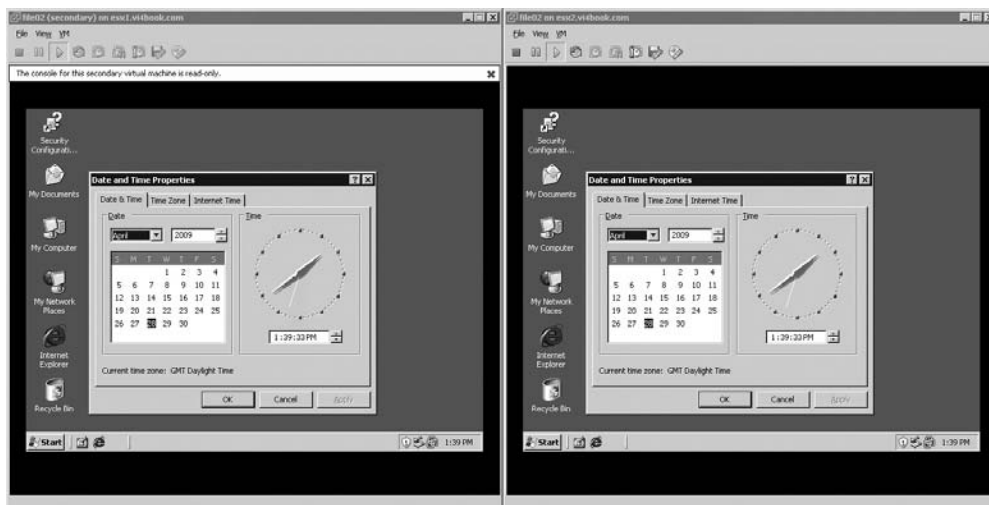 file02 (secondary) on esx1.vi4book.com
File View VM
The console for this secondary virtual machine is read-only.
Security
Configurati...
My Documents
My Computer
My Network
Places
Internet
Explorer
Recycle Bin
Date and Time Properties
Date & Time Time Zone Internet Time
Date
April 2009
S M T W T F S
1 2 3 4
5 6 7 8 9 10 11
12 13 14 15 16 17 18
19 20 21 22 23 24 25
26 27 28 29 30
Time
1:39:33 PM
Current time zone: GMT Daylight Time
OK Cancel Apply
Start 1:39 PM
file02 on esx2.vi4book.com
File View VM
Security
Configurati...
My Documents
My Computer
My Network
Places
Internet
Explorer
Recycle Bin
Date and Time Properties
Date & Time Time Zone Internet Time
Date
April 2009
S M T W T F S
1 2 3 4
5 6 7 8 9 10 11
12 13 14 15 16 17 18
19 20 21 22 23 24 25
26 27 28 29 30
Time
1:39:33 PM
Current time zone: GMT Daylight Time
OK Cancel Apply
Start 1:39 PM